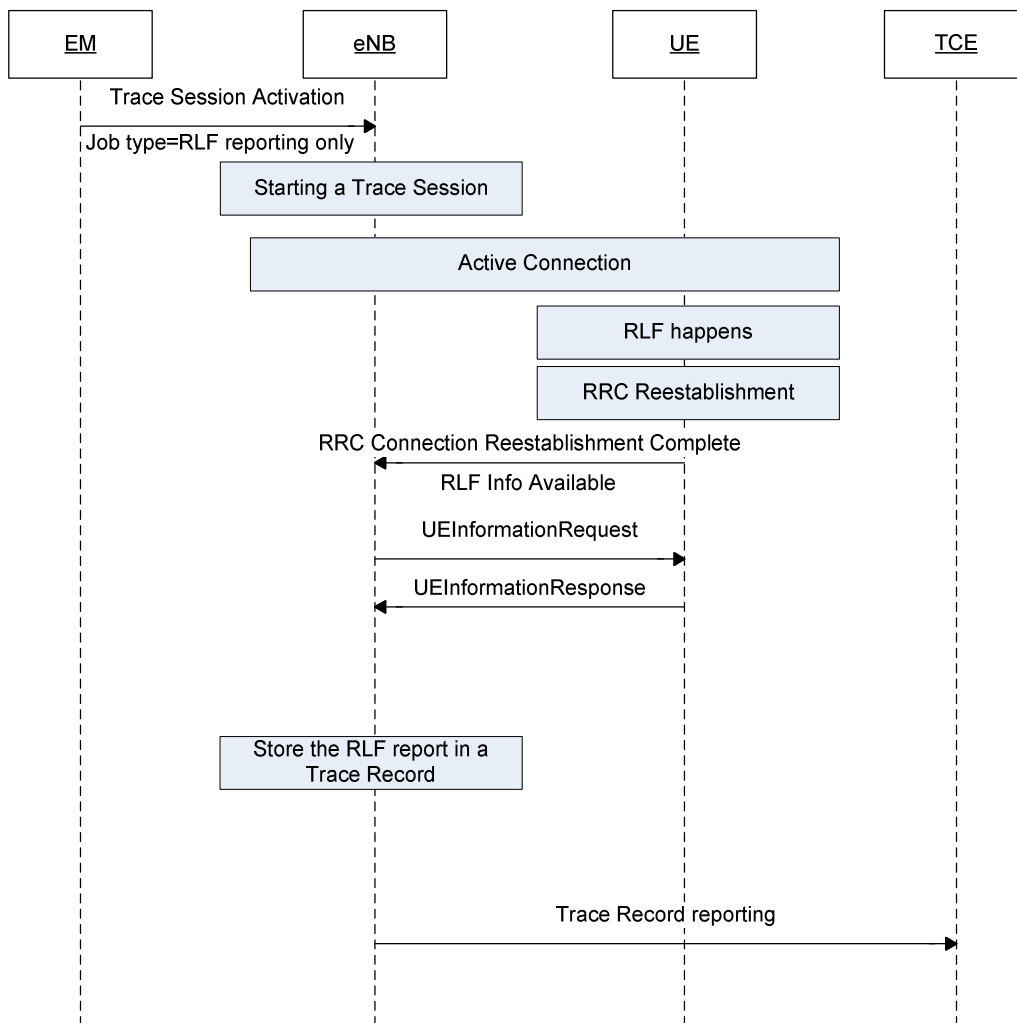 EM
eNB
UE
TCE
Trace Session Activation
Job type=RLF reporting only
Starting a Trace Session
Active Connection
RLF happens
RRC Reestablishment
RRC Connection Reestablishment Complete
RLF Info Available
UEInformationRequest
UEInformationResponse
Store the RLF report in a
Trace Record
Trace Record reporting